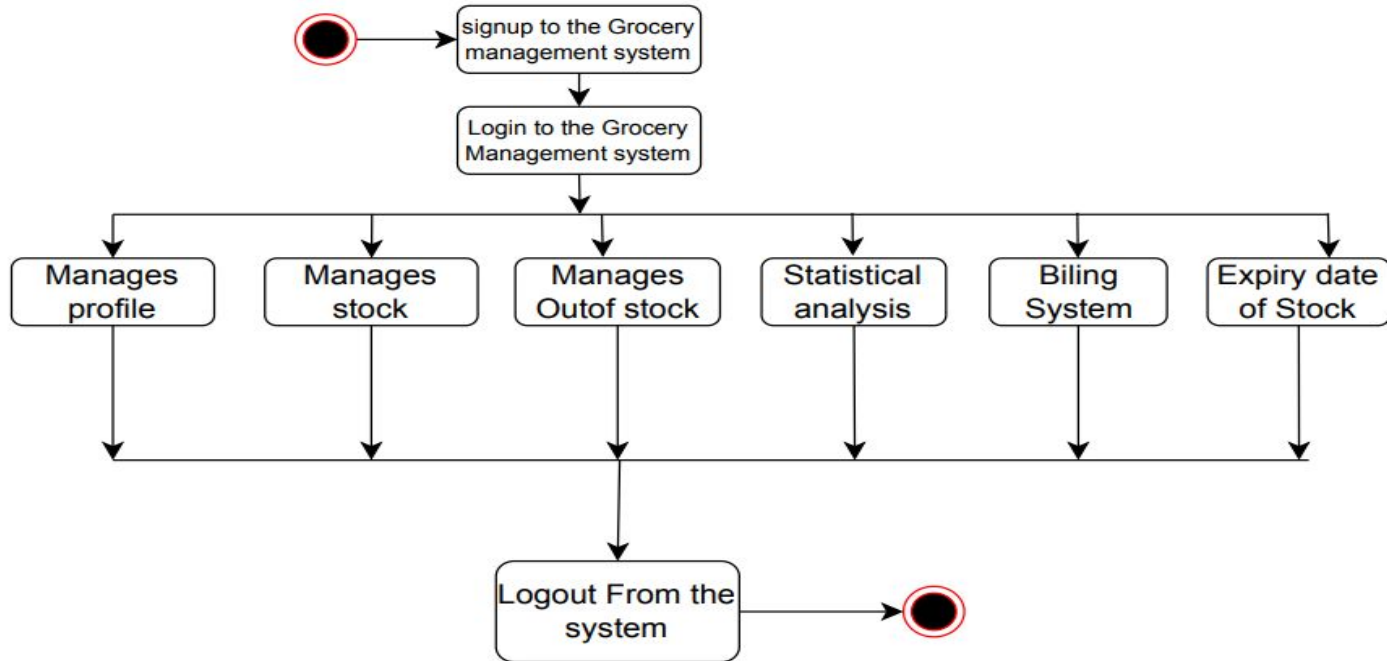 signup to the Grocery
management system
Login to the Grocery
Management system
Manages
profile
Manages
stock
Manages
Outof stock
Statistical
analysis
Biling
System
Expiry date
of Stock
Logout From the
system